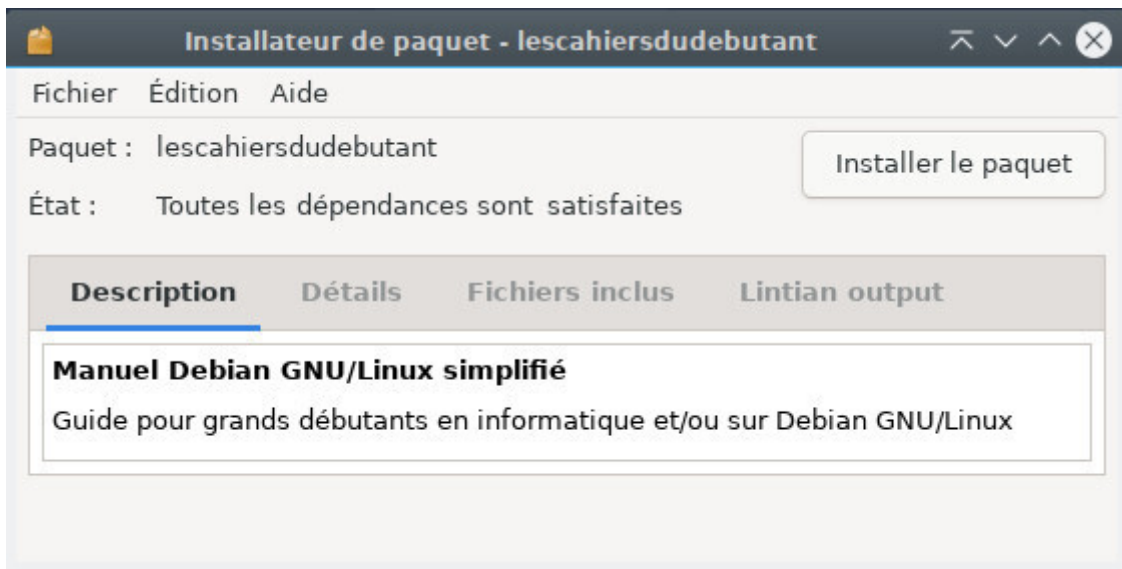 Installateur de paquet - lescahiersdudebutant
Fichier Édition Aide
Paquet : lescahiersdudebutant
Installer le paquet
État : Toutes les dépendances sont satisfaites
Description Détails Fichiers inclus Lintian output
Manuel Debian GNU/Linux simplifié
Guide pour grands débutants en informatique et/ou sur Debian GNU/Linux